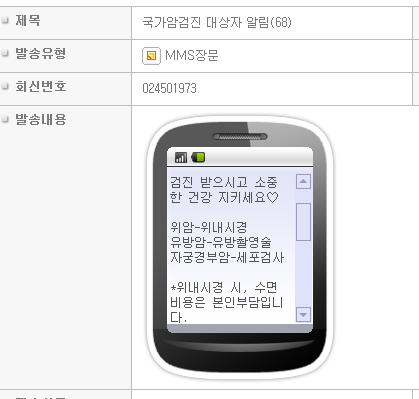 제목 국가암검진 대상자 알림(68)
발송유형 MMS장문
회신번호 024501973
발송내용
검진 받으시고 소중
한 건강 지키세요♡
위암-위내시경
유방암-유방촬영술
자궁경부암-세포검사
*위내시경 시, 수면
비용은 본인부담입니
다.